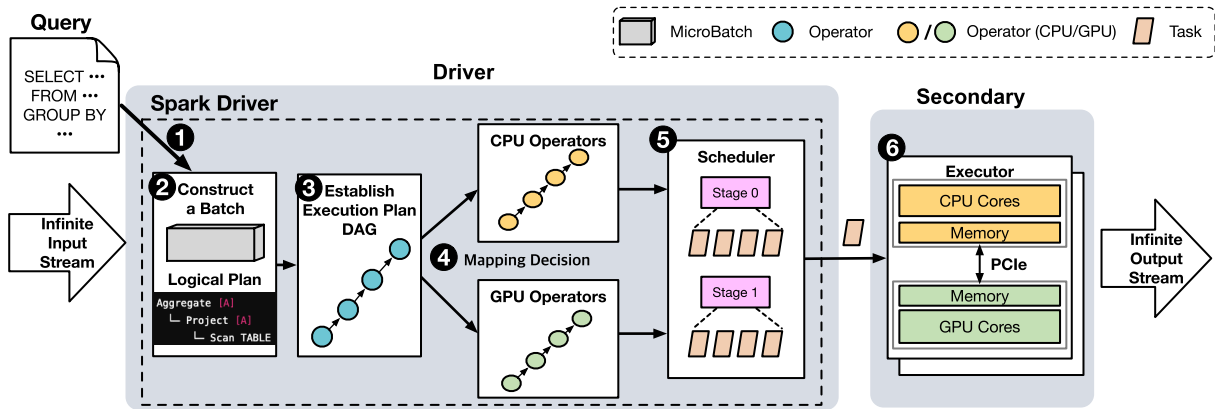 Query
SELECT •••
FROM •••
GROUP BY
•••
MicroBatch
Operator
/
Operator (CPU/GPU)
Task
Driver
Spark Driver
Secondary
1
2
Construct
a Batch
Logical Plan
Aggregate [A]
└─ Project [A]
└─ Scan TABLE
3
Establish
Execution Plan
DAG
4
Mapping Decision
CPU Operators
GPU Operators
5
Scheduler
Stage 0
Stage 1
6
Executor
CPU Cores
Memory
PCIe
Memory
GPU Cores
Infinite
Input
Stream
Infinite
Output
Stream